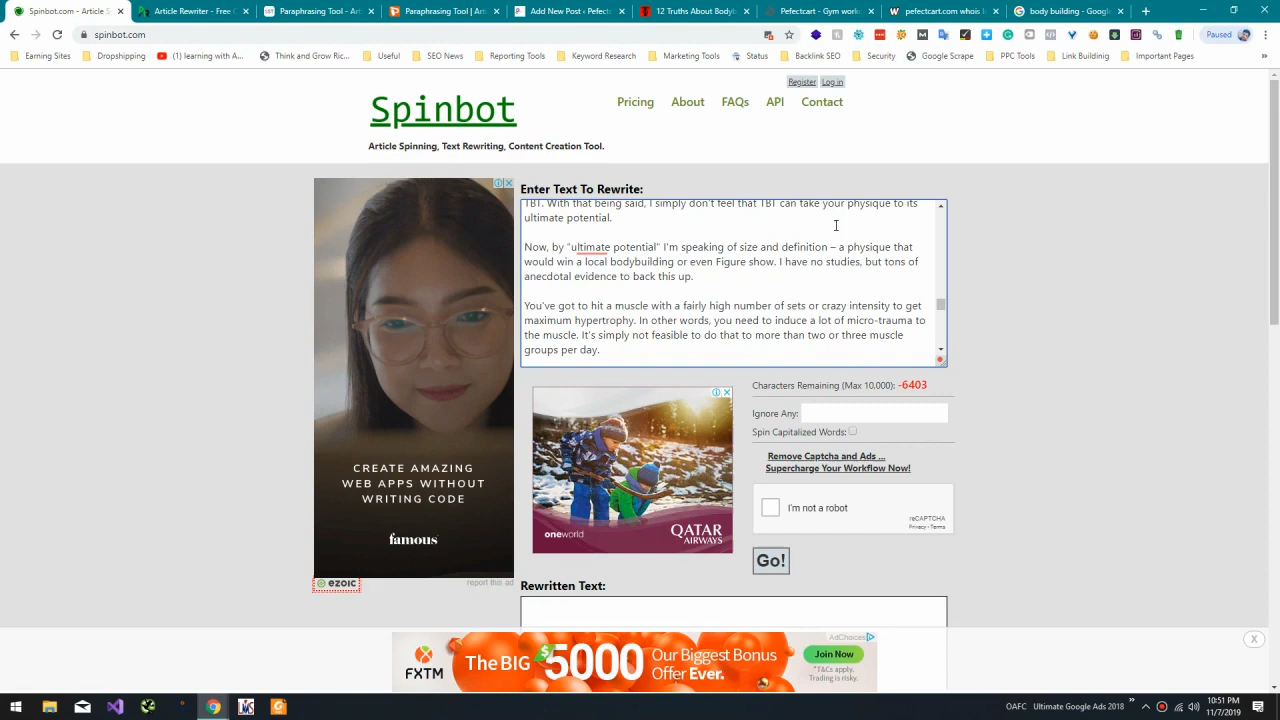 Spinbot.com - Article S
Article Rewriter - Free O
Paraphrasing Tool - Artic
Paraphrasing Tool | Artic
Add New Post ‹ Pefectc
12 Truths About Bodyb
Pefectcart - Gym worko
pefectcart.com whois lo
body building - Google
spinbot.com
Paused
Earning Sites
Dropshipping
(1) learning with A...
Think and Grow Ric...
Useful
SEO News
Reporting Tools
Keyword Research
Marketing Tools
Status
Backlink SEO
Security
Google Scrape
PPC Tools
Link Building
Important Pages
Register
Log in
Spinbot
Pricing
About
FAQs
API
Contact
Article Spinning, Text Rewriting, Content Creation Tool.
Enter Text To Rewrite:
TBT. With that being said, I simply don't feel that TBT can take your physique to its
ultimate potential.
Now, by "ultimate potential" I'm speaking of size and definition – a physique that
would win a local bodybuilding or even Figure show. I have no studies, but tons of
anecdotal evidence to back this up.
You've got to hit a muscle with a fairly high number of sets or crazy intensity to get
maximum hypertrophy. In other words, you need to induce a lot of micro-trauma to
the muscle. It's simply not feasible to do that to more than two or three muscle
groups per day.
CREATE AMAZING
WEB APPS WITHOUT
WRITING CODE
famous
ezoic
report this ad
oneworld
QATAR
AIRWAYS
Characters Remaining (Max 10,000): -6403
Ignore Any:
Spin Capitalized Words:
Remove Captcha and Ads ...
Supercharge Your Workflow Now!
I'm not a robot
reCAPTCHA
Privacy - Terms
Go!
Rewritten Text:
AdChoices
FXTM
The BIG $5000
Our Biggest Bonus
Offer Ever.
Join Now
*T&Cs apply.
Trading is risky.
X
OAFC
Ultimate Google Ads 2018
10:51 PM
11/7/2019